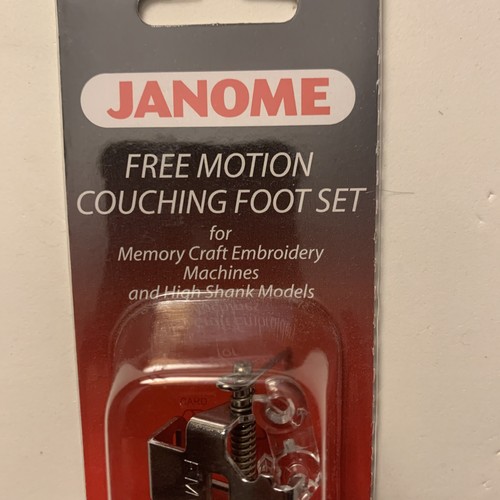 JANOME
FREE MOTION
COUCHING FOOT SET
for
Memory Craft Embroidery
Machines
and High Shank Models